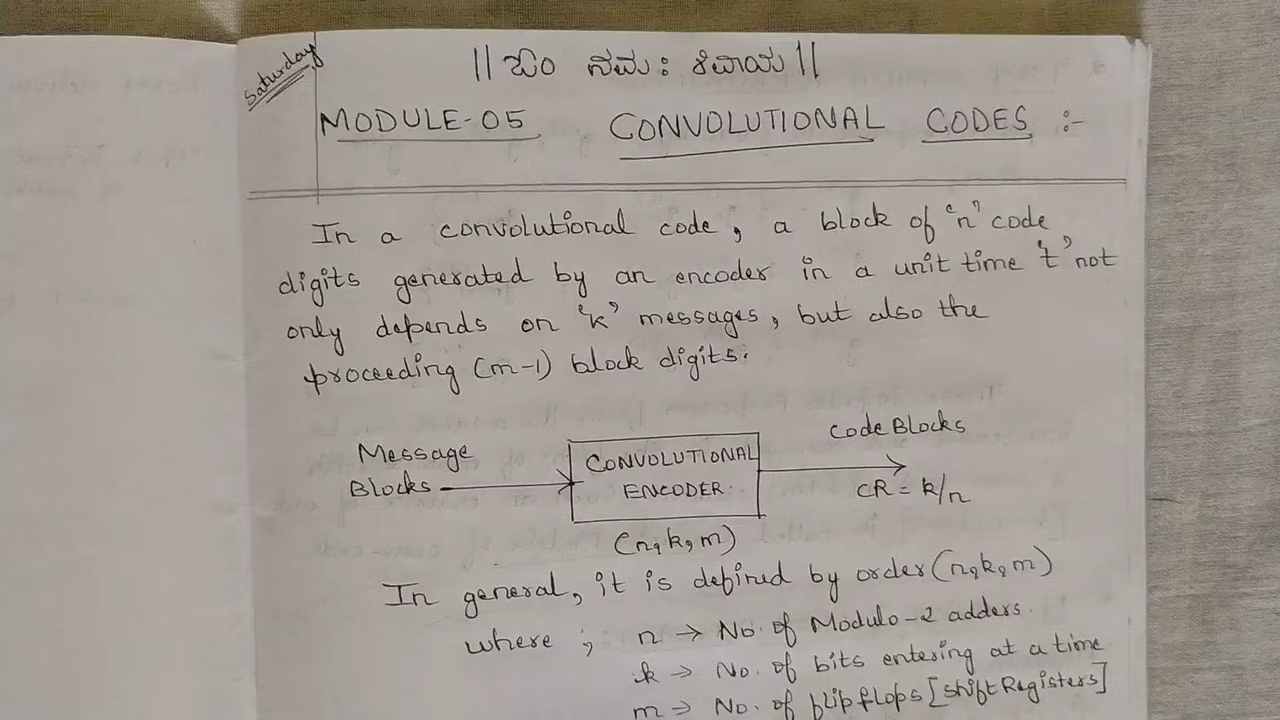 Saturday
|| ಓಂ ನಮಃ ಶಿವಾಯ ||
MODULE-05 CONVOLUTIONAL CODES :-
In a convolutional code, a block of 'n' code
digits generated by an encoder in a unit time 't' not
only depends on 'k' messages, but also the
proceeding (m-1) block digits.
Message
Blocks
CONVOLUTIONAL
ENCODER.
(n,k,m)
Code Blocks
CR = k/n
In general, it is defined by order (n,k,m)
where ; n → No. of Modulo-2 adders.
k → No. of bits entering at a time
m → No. of flipflops [Shift Registers]